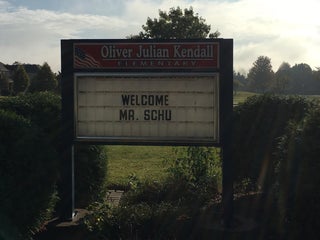 Oliver Julian Kendall
ELEMENTARY
WELCOME
MR. SCHU